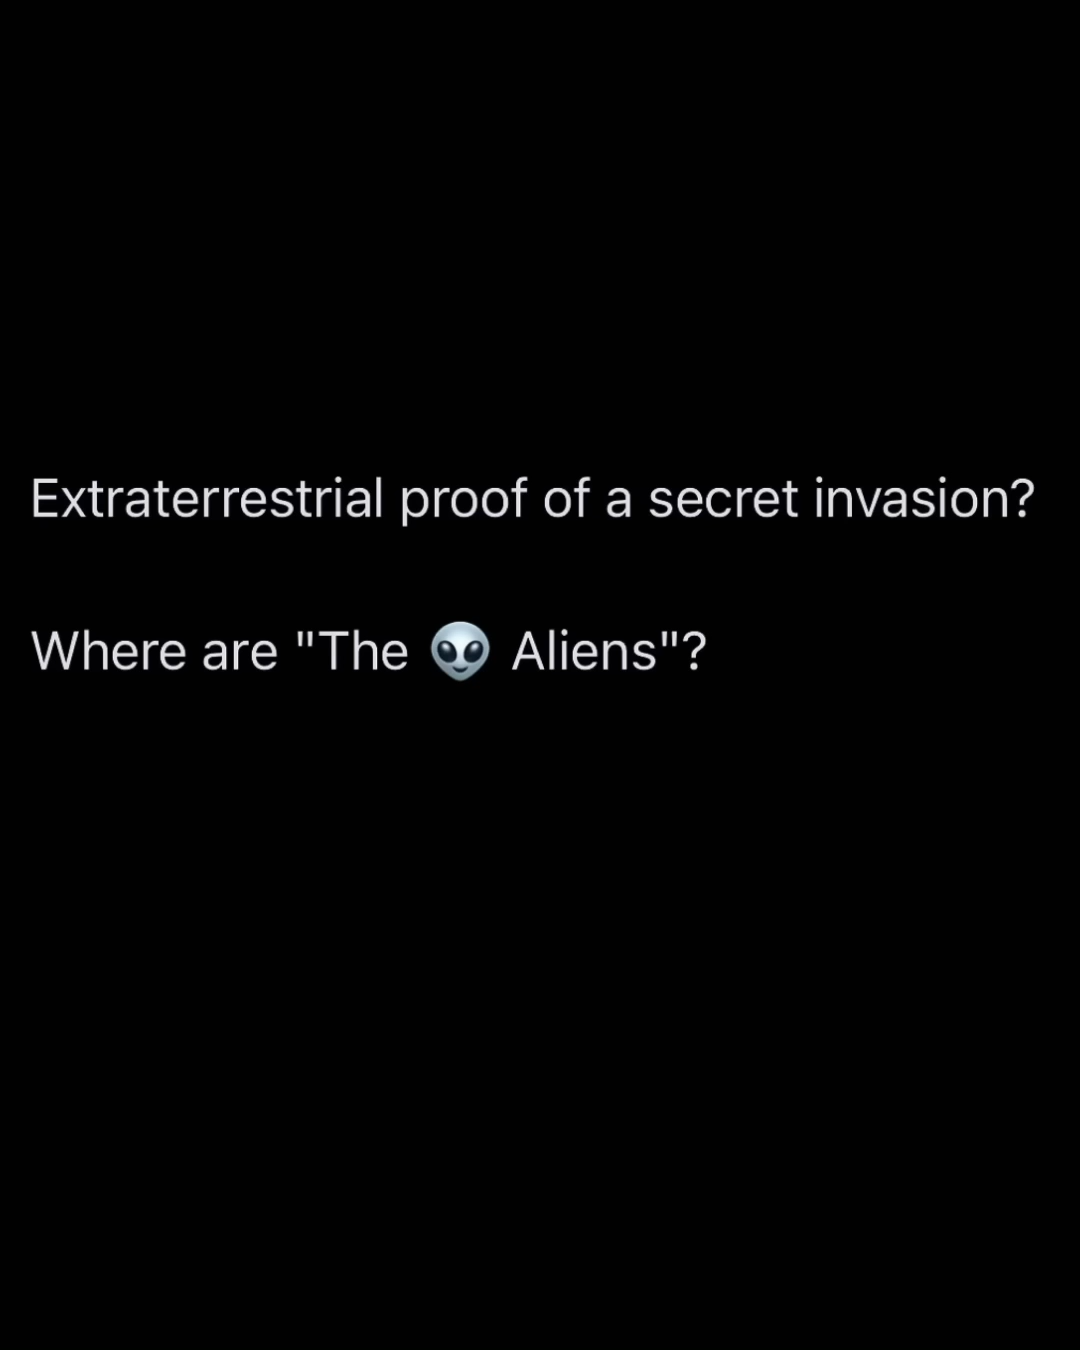 Extraterrestrial proof of a secret invasion?
Where are "The 👽 Aliens"?